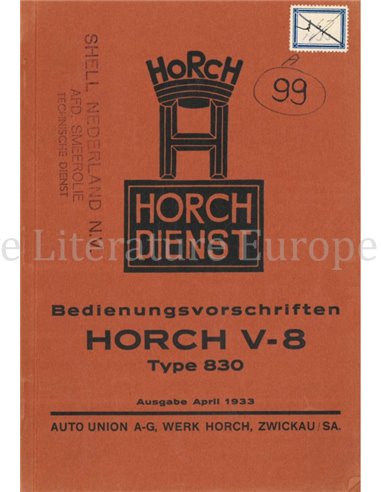 HORCH
HORCH
DIENST
SHELL NEDERLAND N.V.
AFD. SMEEROLIE
TECHNISCHE DIENST
A
99
e Literature Europe
Bedienungsvorschriften
HORCH V-8
Type 830
Ausgabe April 1933
AUTO UNION A-G, WERK HORCH, ZWICKAU/SA.